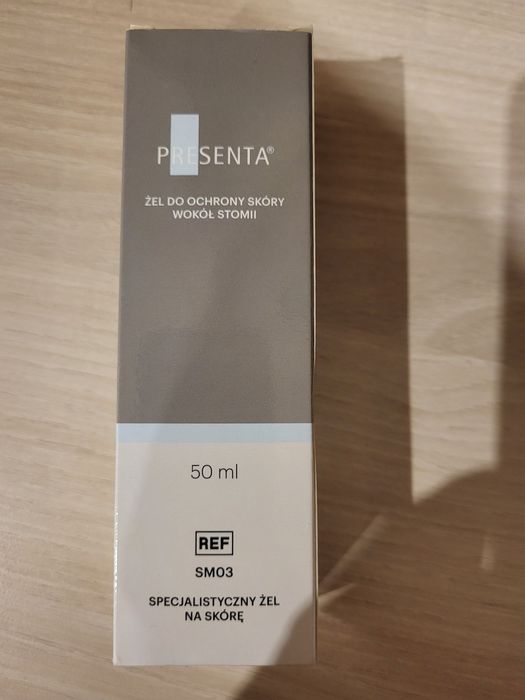 PRESENTA®
ŻEL DO OCHRONY SKÓRY
WOKÓŁ STOMII
50 ml
REF
SM03
SPECJALISTYCZNY ŻEL
NA SKÓRĘ